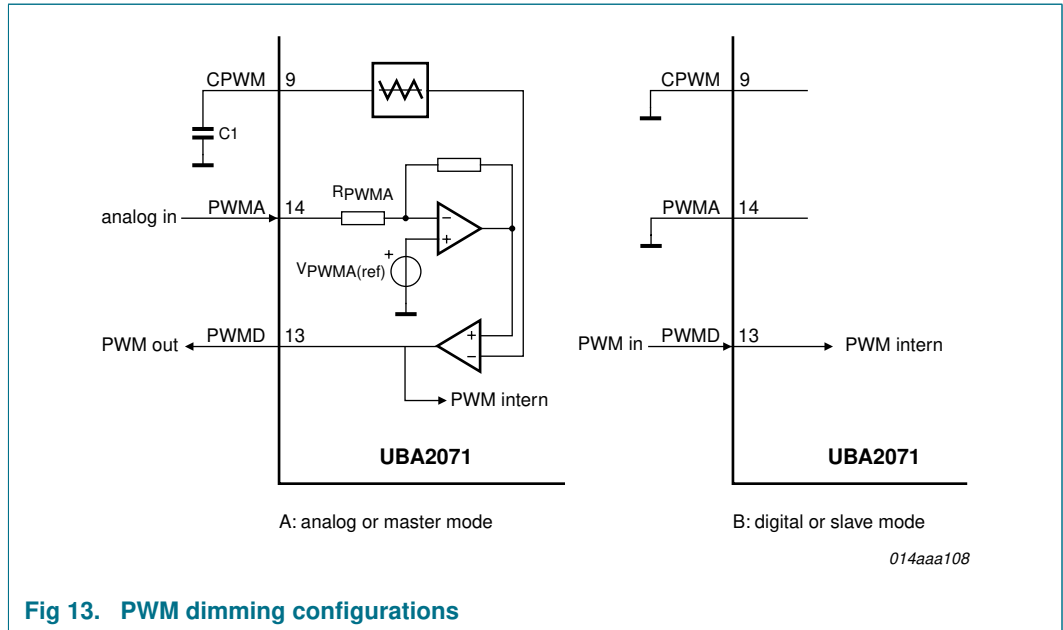 CPWM 9
C1
RPWMA
analog in PWMA 14
+
−
+
VPWMA(ref)
PWM out PWMD 13
+
−
PWM intern
UBA2071
A: analog or master mode
CPWM 9
PWMA 14
PWM in PWMD 13 PWM intern
UBA2071
B: digital or slave mode
014aaa108
Fig 13. PWM dimming configurations